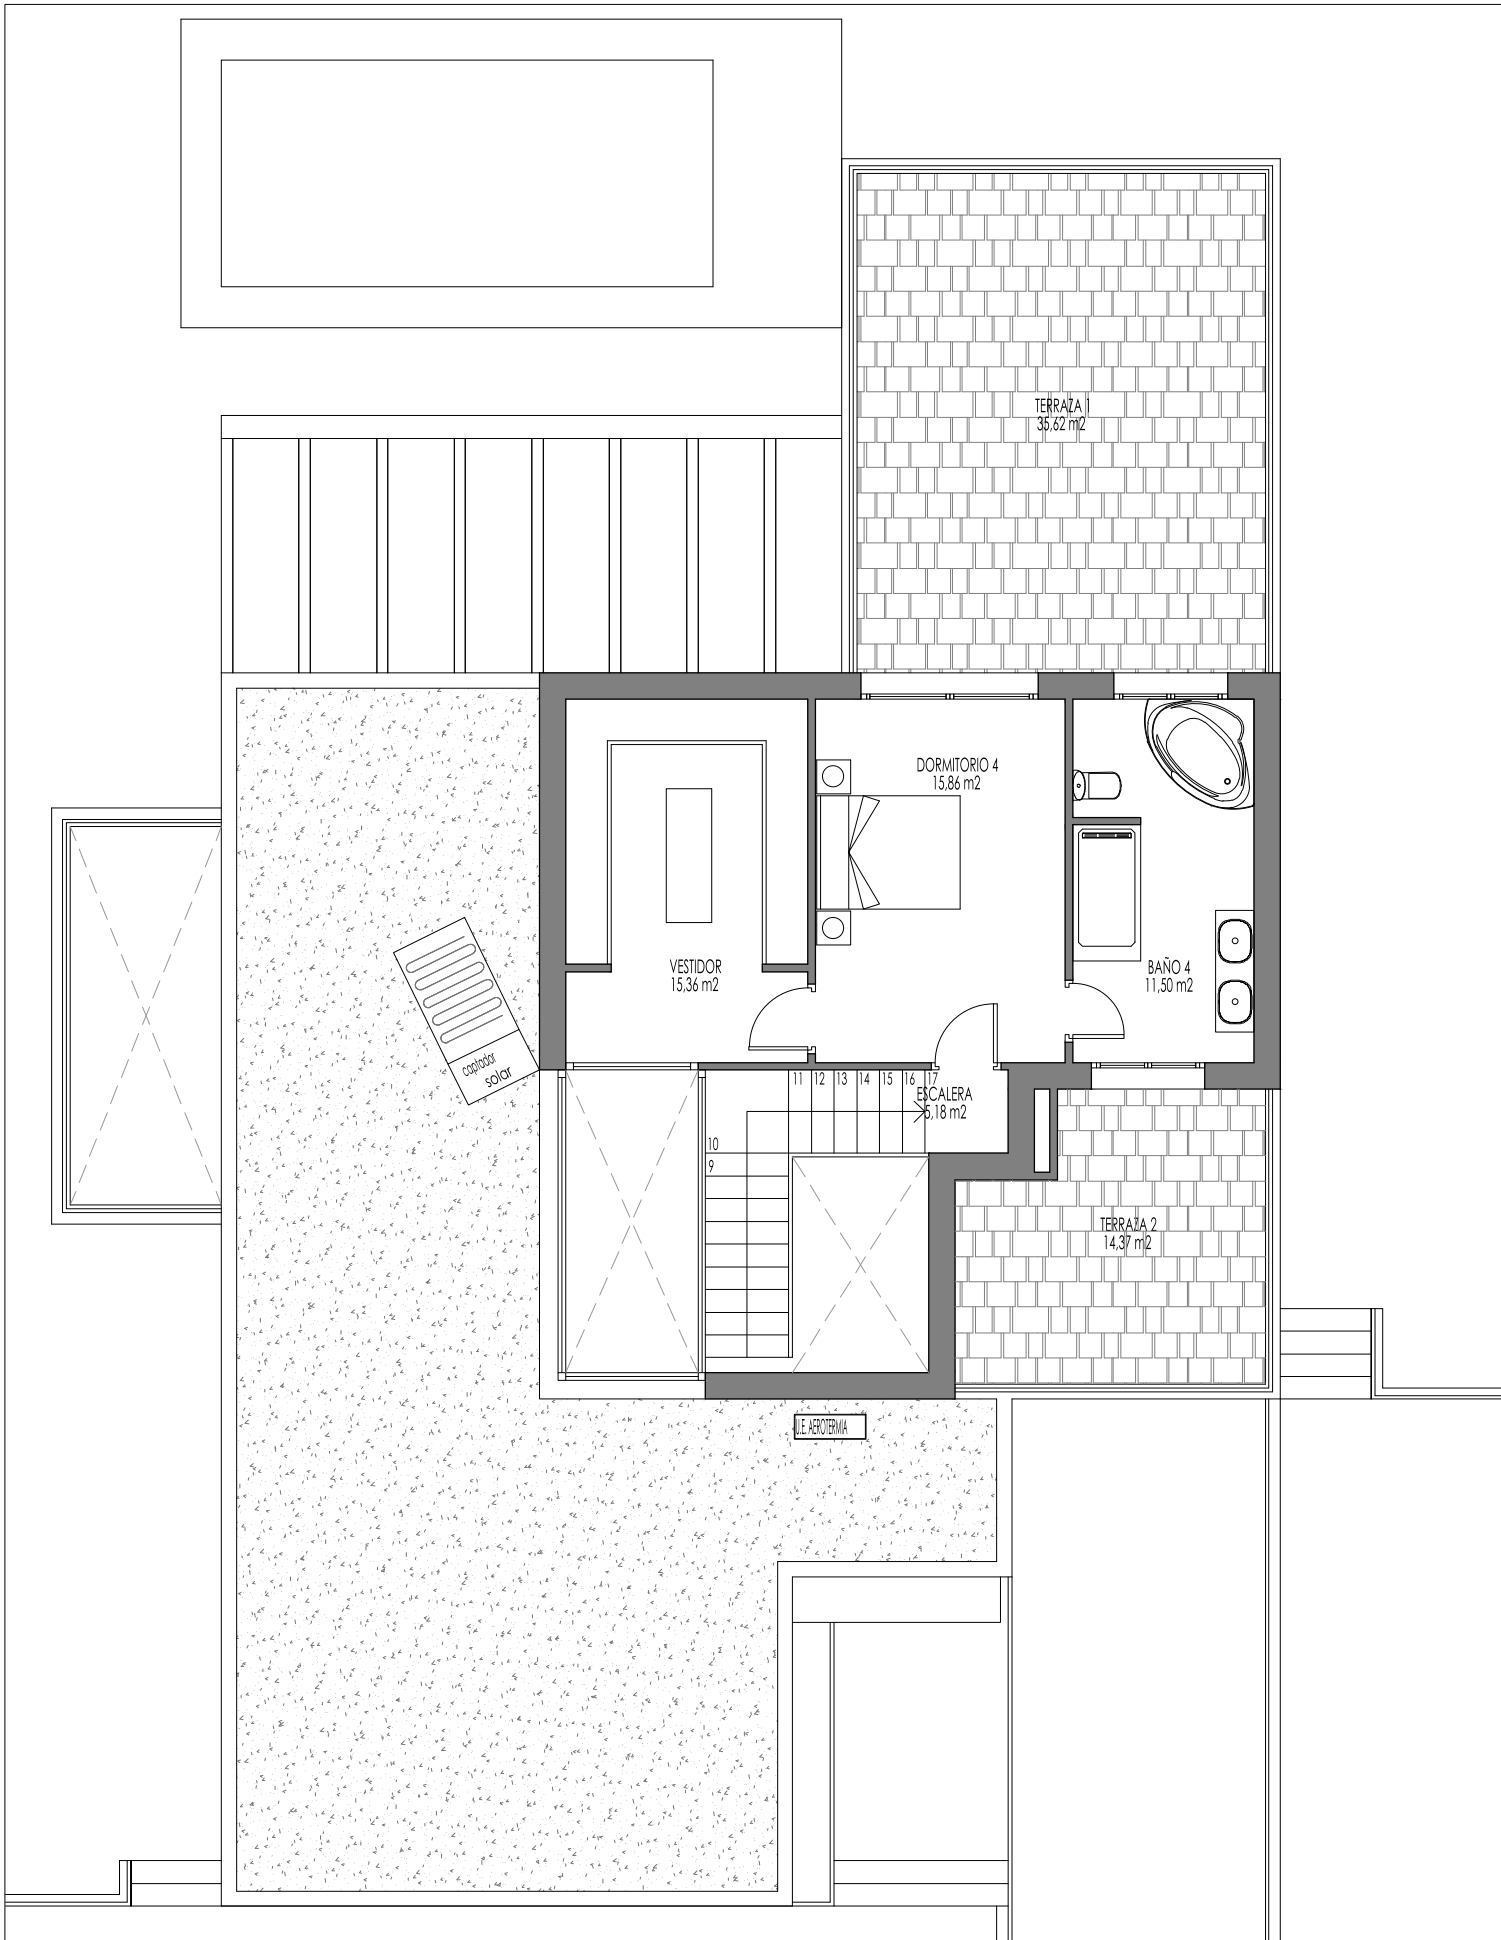 TERRAZA 1
35,62 m2
DORMITORIO 4
15,86 m2
VESTIDOR
15,36 m2
BAÑO 4
11,50 m2
captador
solar
11 12 13 14 15 16 17
ESCALERA
5,18 m2
10
9
TERRAZA 2
14,37 m2
U.E. AEROTERMIA